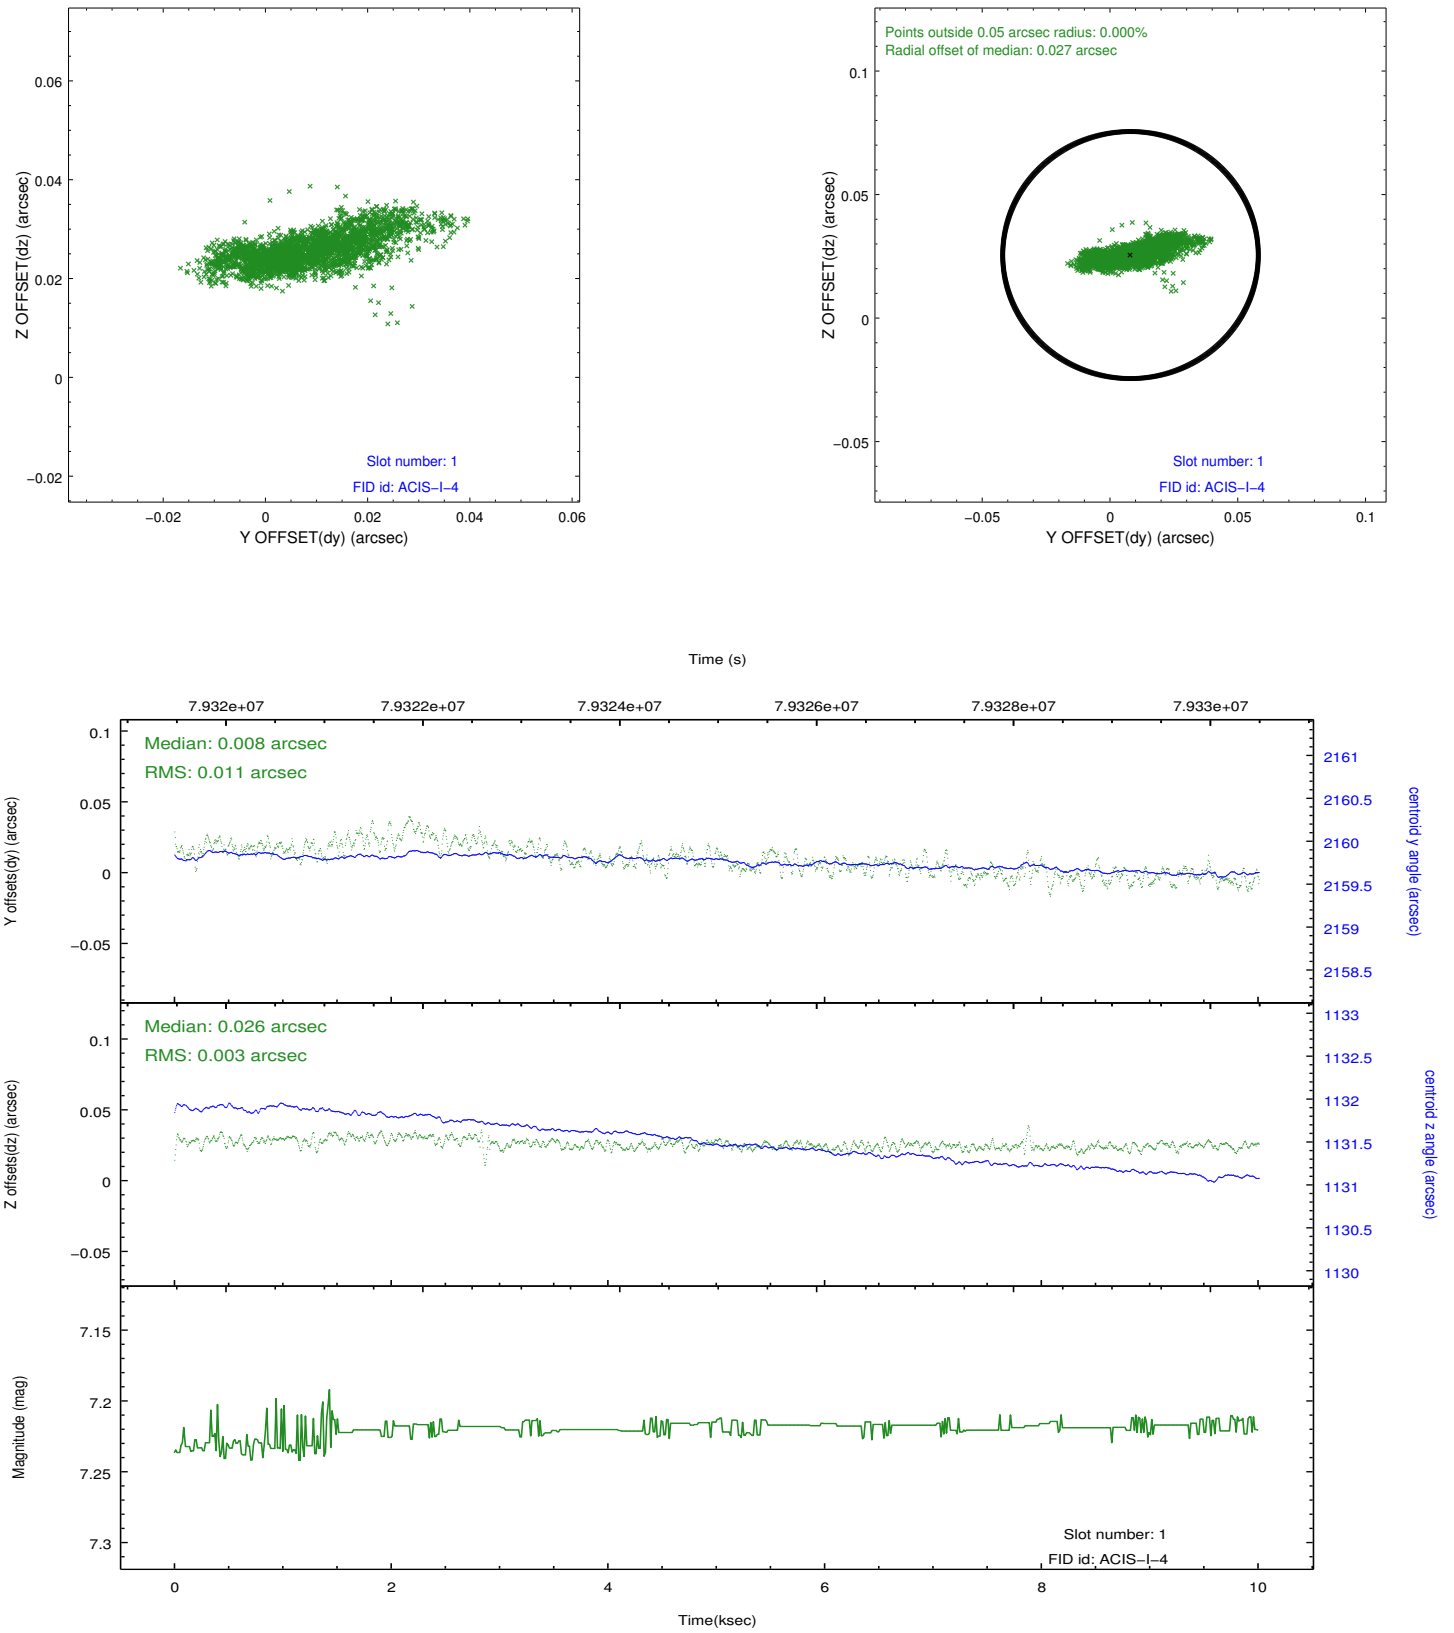 0.06
0.04
0.02
0
−0.02
Z OFFSET(dz) (arcsec)
Slot number: 1
FID id: ACIS−I−4
−0.02 0 0.02 0.04 0.06
Y OFFSET(dy) (arcsec)
Points outside 0.05 arcsec radius: 0.000%
Radial offset of median: 0.027 arcsec
0.1
0.05
0
−0.05
Z OFFSET(dz) (arcsec)
Slot number: 1
FID id: ACIS−I−4
−0.05 0 0.05 0.1
Y OFFSET(dy) (arcsec)
Time (s)
7.932e+07 7.9322e+07 7.9324e+07 7.9326e+07 7.9328e+07 7.933e+07
Median: 0.008 arcsec
RMS: 0.011 arcsec
0.1
0.05
0
−0.05
Y offsets(dy) (arcsec)
2161
2160.5
2160
2159.5
2159
2158.5
centroid y angle (arcsec)
Median: 0.026 arcsec
RMS: 0.003 arcsec
0.1
0.05
0
−0.05
Z offsets(dz) (arcsec)
1133
1132.5
1132
1131.5
1131
1130.5
1130
centroid z angle (arcsec)
7.15
7.2
7.25
7.3
Magnitude (mag)
Slot number: 1
FID id: ACIS−I−4
0 2 4 6 8 10
Time(ksec)